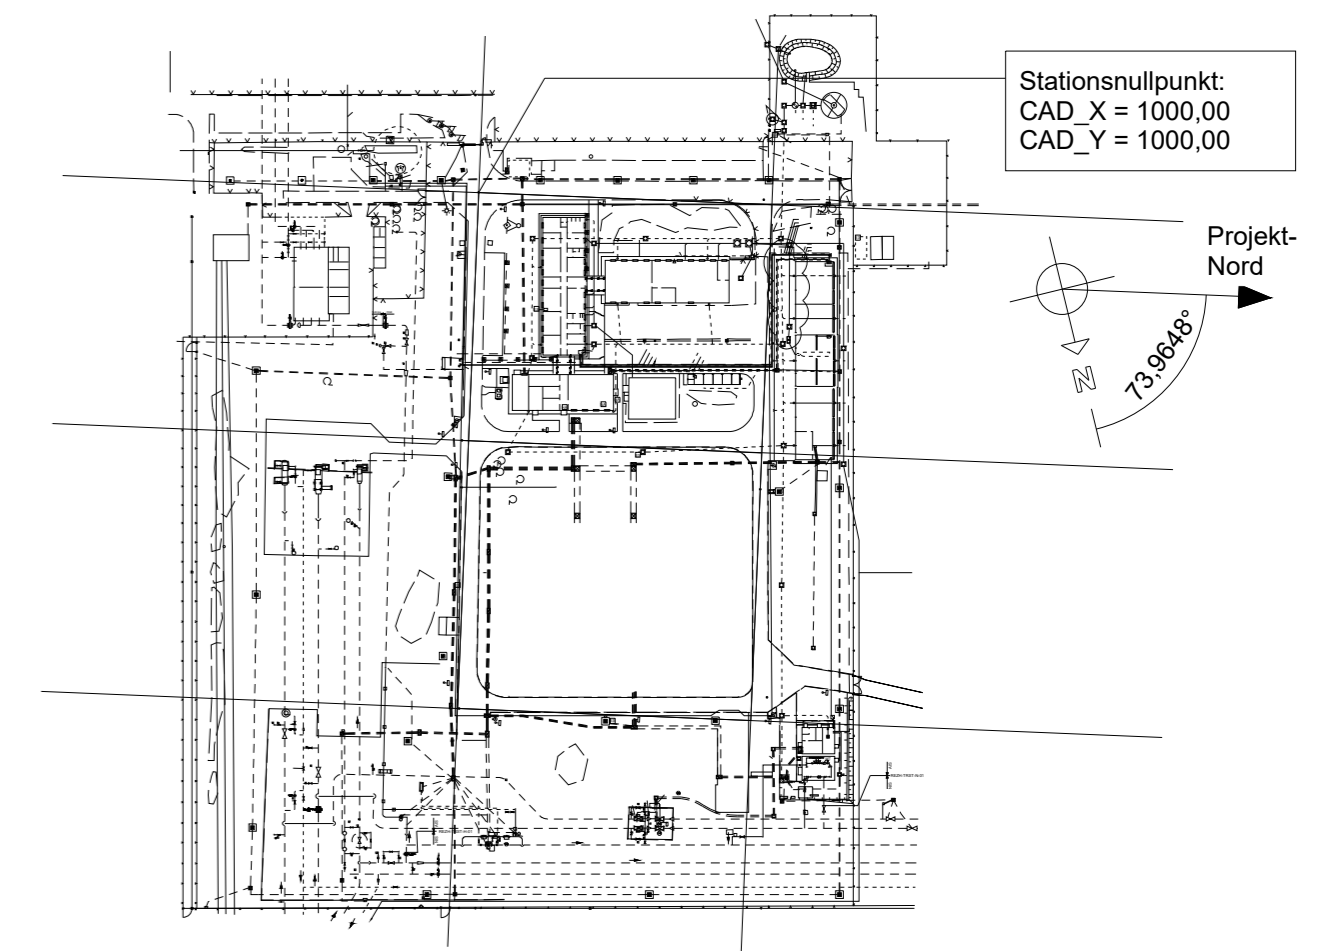 Stationsnullpunkt:
CAD_X = 1000,00
CAD_Y = 1000,00
Projekt-
Nord
N
73,9648°